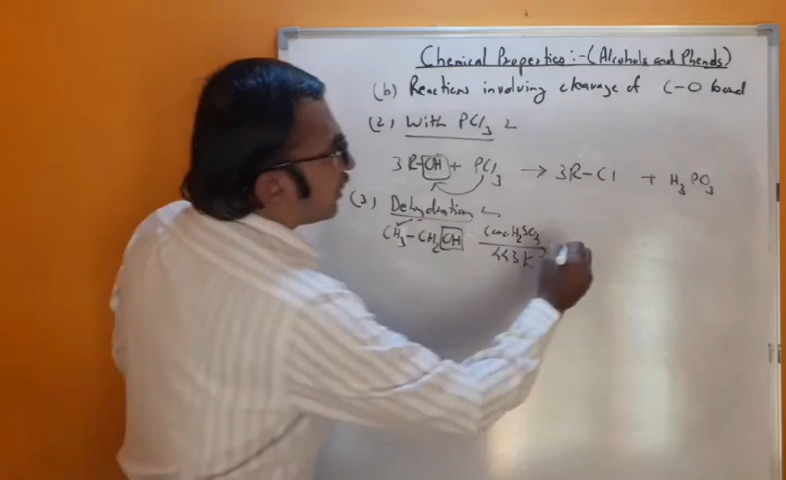 Chemical Properties :- (Alcohols and Phenols)
(b) Reactions involving cleavage of C-O bond
(2) With PCl3
3R-OH + PCl3 → 3R-Cl + H3PO3
(3) Dehydration
CH3-CH2OH Conc H2SO4
443K